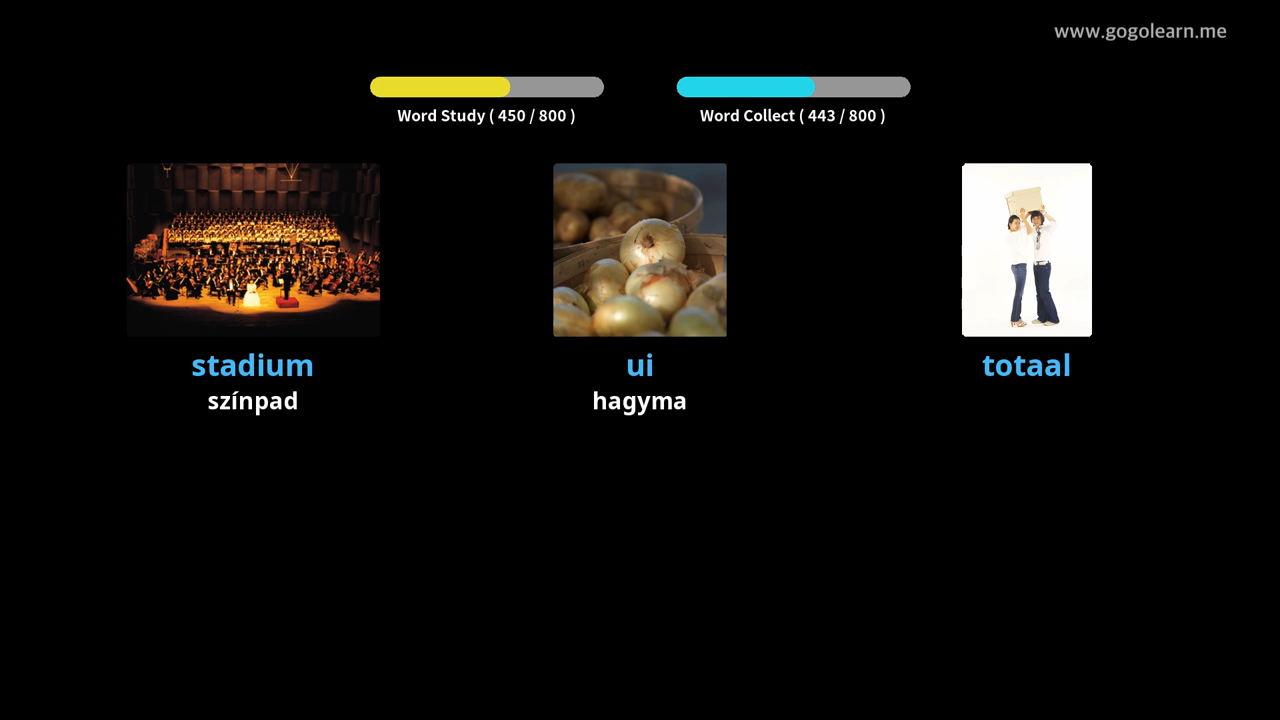 www.gogolearn.me
Word Study ( 450 / 800 )
Word Collect ( 443 / 800 )
stadium
színpad
ui
hagyma
totaal